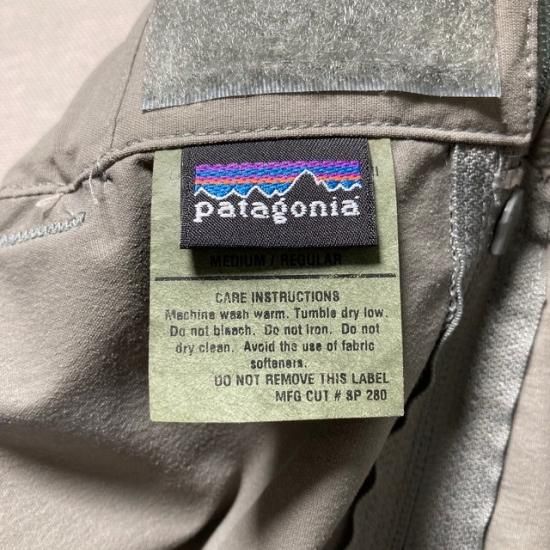 patagonia
MEDIUM / REGULAR
CARE INSTRUCTIONS
Machine wash warm. Tumble dry low.
Do not bleach. Do not iron. Do not
dry clean. Avoid the use of fabric
softeners.
DO NOT REMOVE THIS LABEL
MFG CUT # SP 280